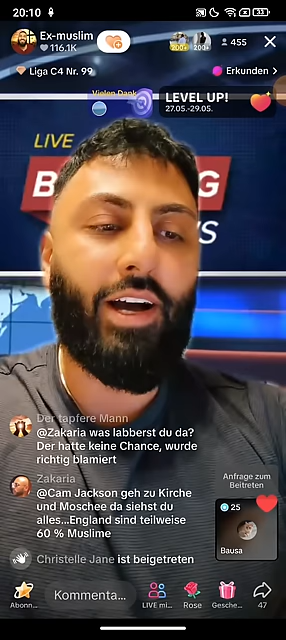 20:10
33
Ex-muslim
116.1K
200+
200+
455
Liga C4 Nr. 99
Erkunden >
Vielen Dank
LEVEL UP!
27.05.-29.05.
LIVE
B
G
S
Der tapfere Mann
@Zakaria was labberst du da?
Der hatte keine Chance, wurde
richtig blamiert
Zakaria
@Cam Jackson geh zu Kirche
und Moschee da siehst du
alles...England sind teilweise
60 % Muslime
Christelle Jane ist beigetreten
Anfrage zum
Beitreten
25
Bausa
Kommenta...
Abonn...
LIVE mi...
Rose
Gesche...
47